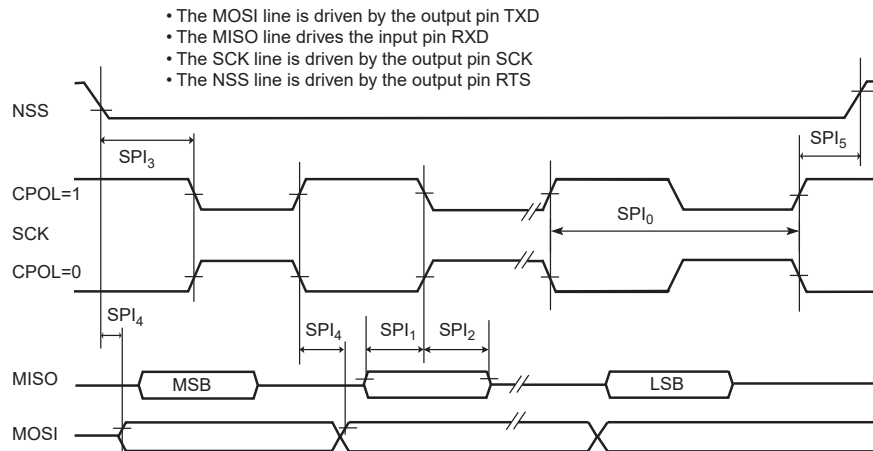 • The MOSI line is driven by the output pin TXD
• The MISO line drives the input pin RXD
• The SCK line is driven by the output pin SCK
• The NSS line is driven by the output pin RTS
NSS
SPI3
SPI5
CPOL=1
SCK
SPI0
CPOL=0
SPI4
SPI4
SPI1
SPI2
MISO
MSB
LSB
MOSI